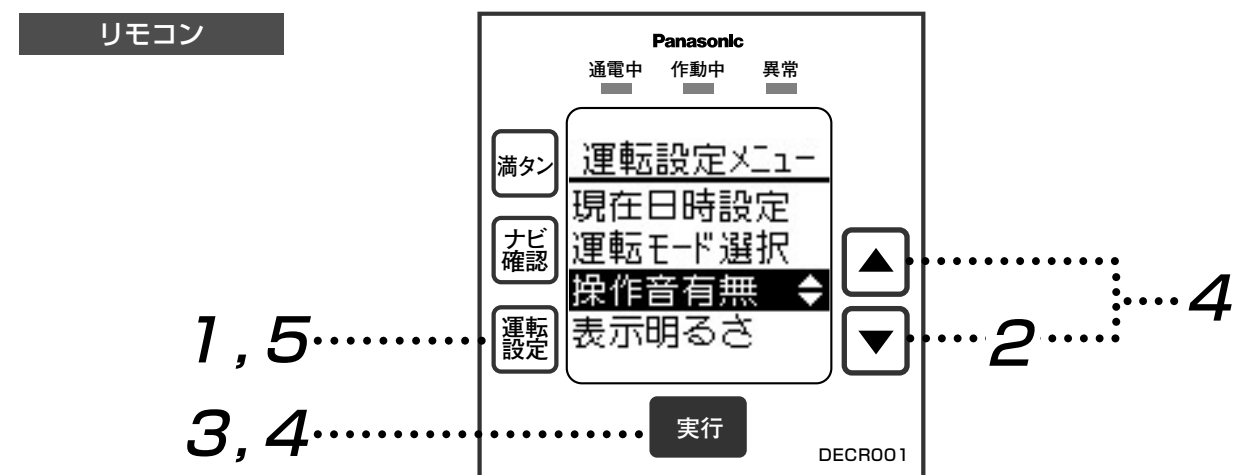 リモコン
Panasonic
通電中 作動中 異常
満タン
運転設定メニュー
現在日時設定
ナビ
確認
運転モード選択
操作音有無
運転
設定
表示明るさ
1,5
2
4
3,4
実行
DECR001